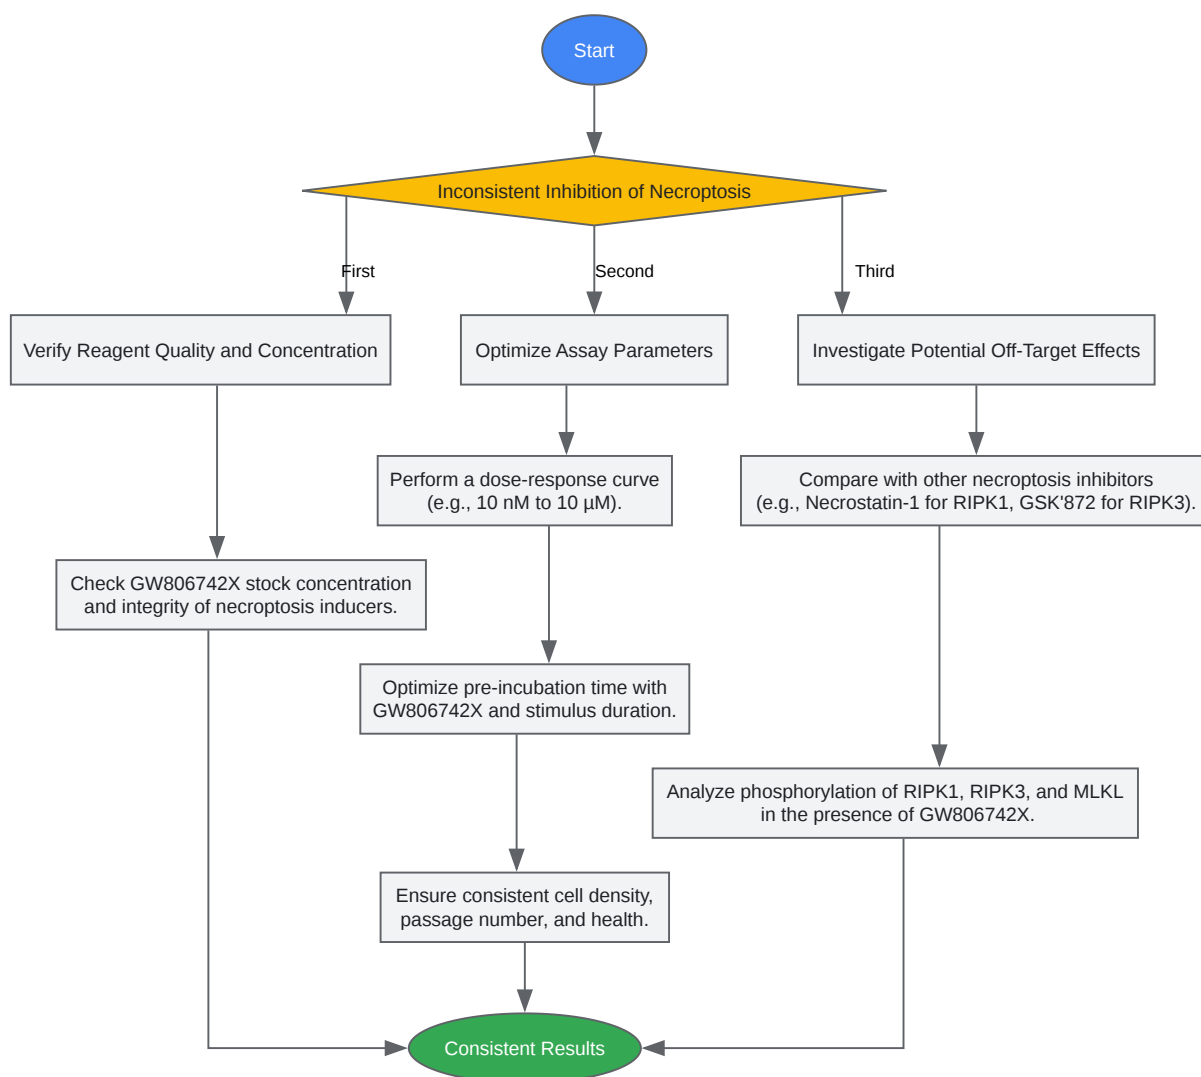 Start
Inconsistent Inhibition of Necroptosis
First
Second
Third
Verify Reagent Quality and Concentration
Optimize Assay Parameters
Investigate Potential Off-Target Effects
Perform a dose-response curve
(e.g., 10 nM to 10 µM).
Compare with other necroptosis inhibitors
(e.g., Necrostatin-1 for RIPK1, GSK'872 for RIPK3).
Check GW806742X stock concentration
and integrity of necroptosis inducers.
Optimize pre-incubation time with
GW806742X and stimulus duration.
Analyze phosphorylation of RIPK1, RIPK3, and MLKL
in the presence of GW806742X.
Ensure consistent cell density,
passage number, and health.
Consistent Results